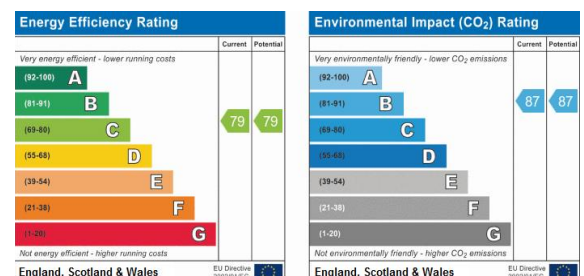 Energy Efficiency Rating
Current Potential
Very energy efficient - lower running costs
(92-100) A
(81-91) B
(69-80) C
79 79
(55-68) D
(39-54) E
(21-38) F
(1-20) G
Not energy efficient - higher running costs
England, Scotland & Wales
EU Directive
Environmental Impact (CO₂) Rating
Current Potential
Very environmentally friendly - lower CO₂ emissions
(92-100) A
(81-91) B
87 87
(69-80) C
(55-68) D
(39-54) E
(21-38) F
(1-20) G
Not environmentally friendly - higher CO₂ emissions
England, Scotland & Wales
EU Directive